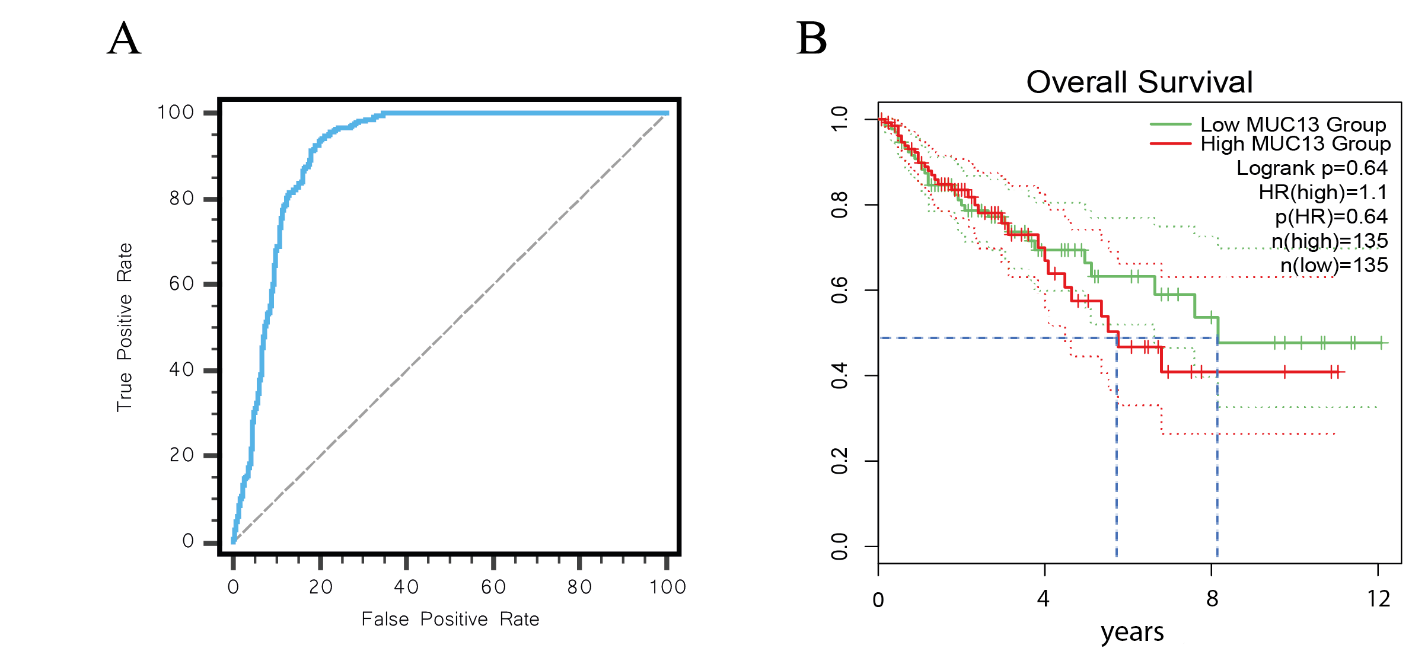 A
100
80
60
40
20
0
True Positive Rate
0 20 40 60 80 100
False Positive Rate
B
Overall Survival
Low MUC13 Group
High MUC13 Group
Logrank p=0.64
HR(high)=1.1
p(HR)=0.64
n(high)=135
n(low)=135
1.0
0.8
0.6
0.4
0.2
0.0
0 4 8 12
years